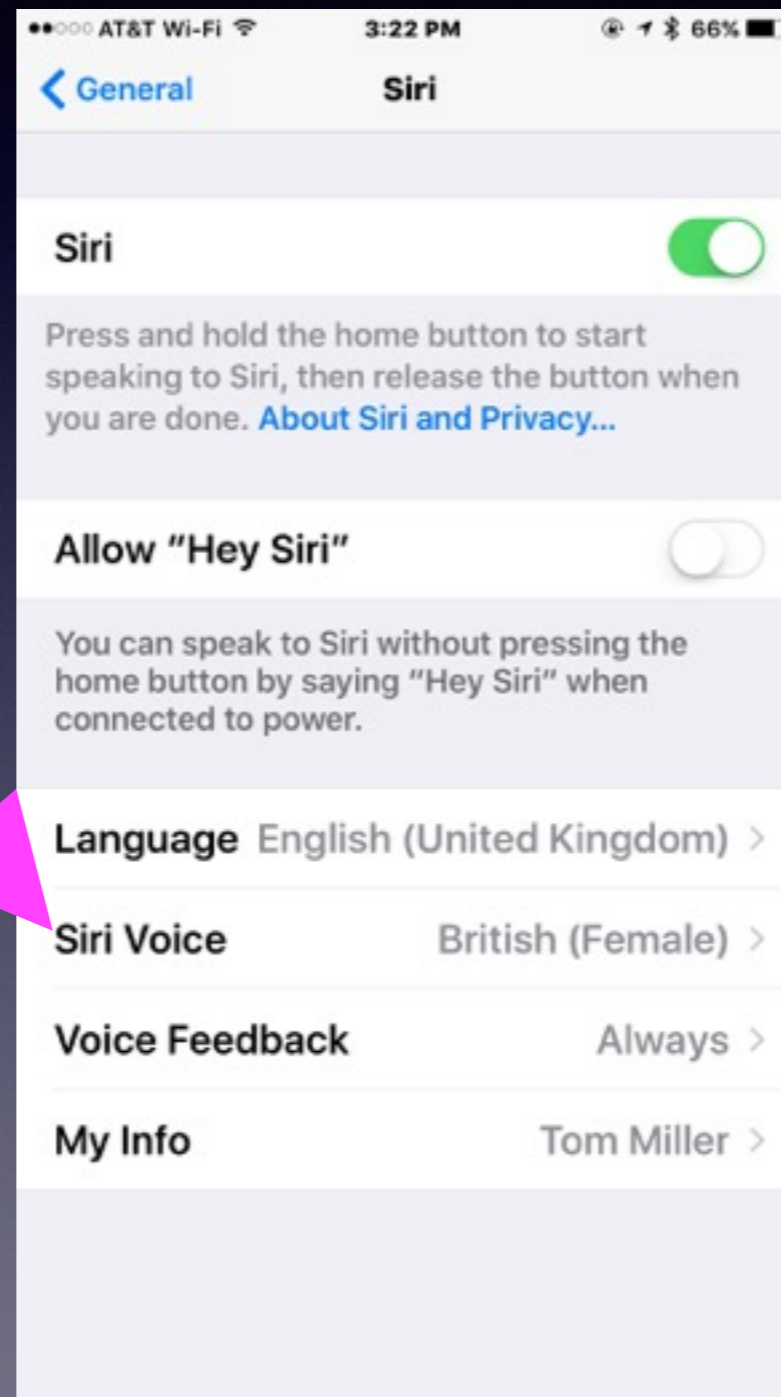 AT&T Wi-Fi 3:22 PM 66%
General Siri
Siri
Press and hold the home button to start
speaking to Siri, then release the button when
you are done. About Siri and Privacy...
Allow "Hey Siri"
You can speak to Siri without pressing the
home button by saying "Hey Siri" when
connected to power.
Language English (United Kingdom)
Siri Voice British (Female)
Voice Feedback Always
My Info Tom Miller